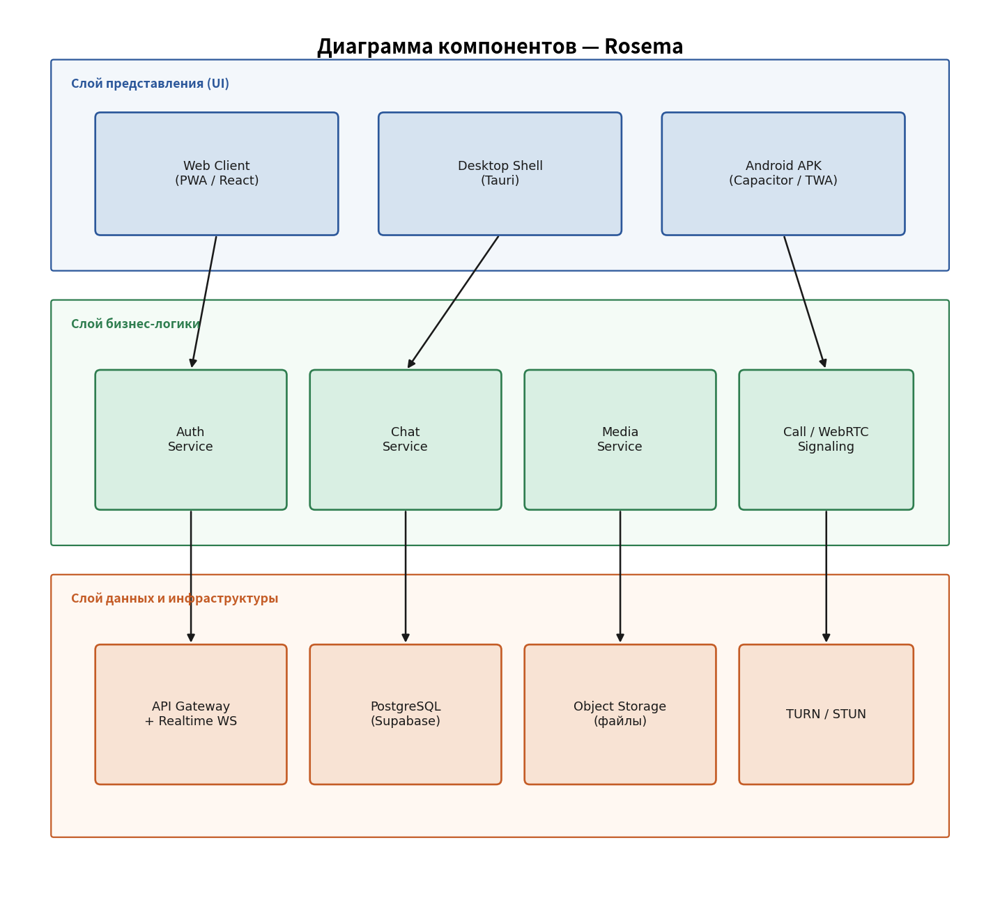 Диаграмма компонентов — Rosema
Слой представления (UI)
Web Client
(PWA / React)
Desktop Shell
(Tauri)
Android APK
(Capacitor / TWA)
Слой бизнес-логики
Auth
Service
Chat
Service
Media
Service
Call / WebRTC
Signaling
Слой данных и инфраструктуры
API Gateway
+ Realtime WS
PostgreSQL
(Supabase)
Object Storage
(файлы)
TURN / STUN